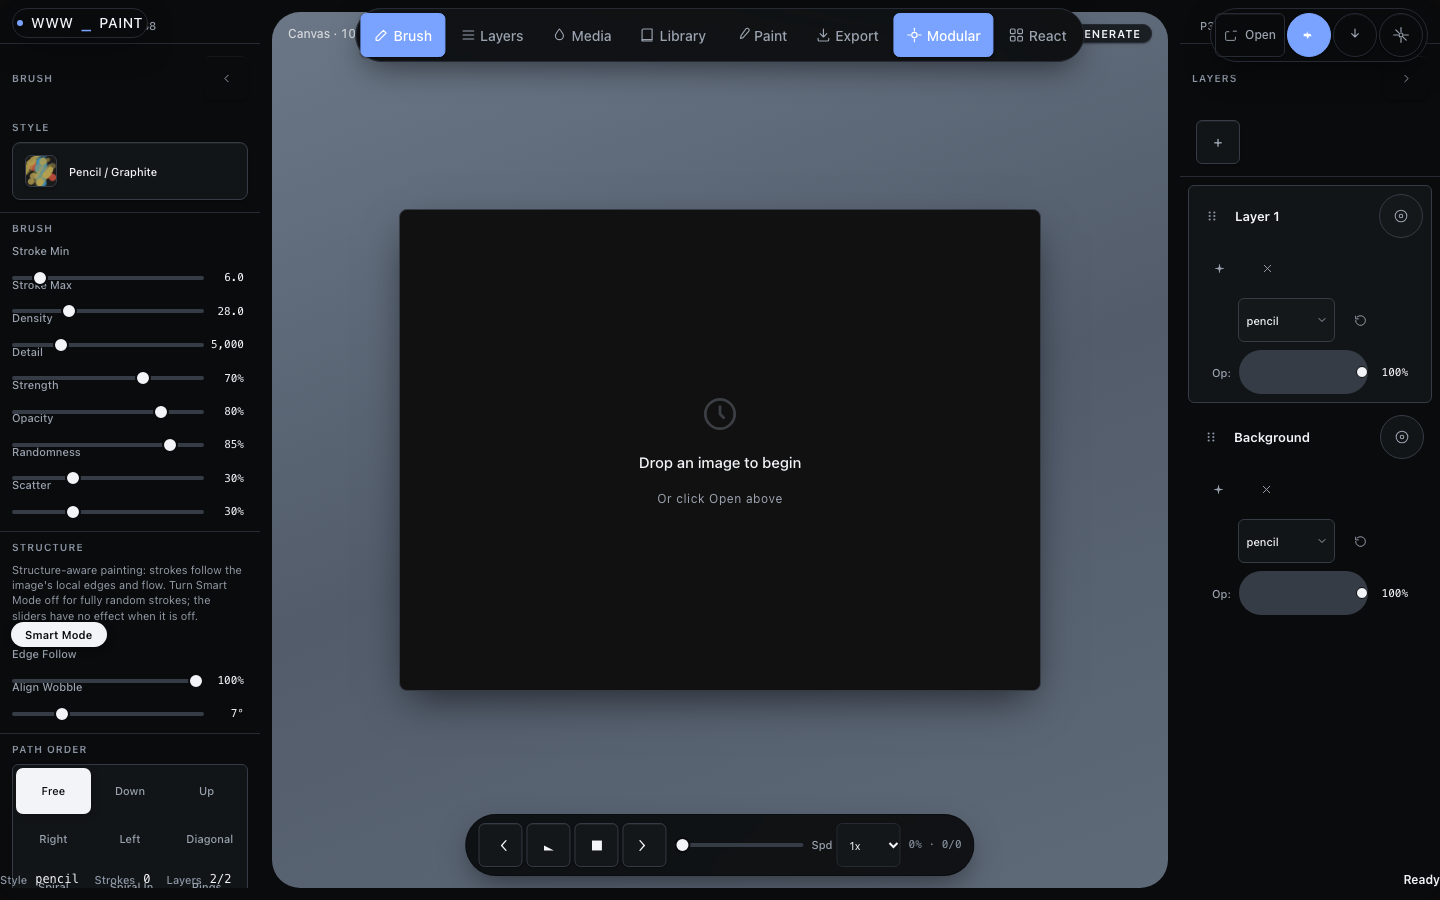 WWW _ PAINT
Canvas · 10
Brush
Layers
Media
Library
Paint
Export
Modular
React
ENERATE
P3
Open
BRUSH
STYLE
Pencil / Graphite
BRUSH
Stroke Min
6.0
Stroke Max
28.0
Density
5,000
Detail
70%
Strength
80%
Opacity
85%
Randomness
30%
Scatter
30%
STRUCTURE
Structure-aware painting: strokes follow the
image's local edges and flow. Turn Smart
Mode off for fully random strokes; the
sliders have no effect when it is off.
Smart Mode
Edge Follow
100%
Align Wobble
7°
PATH ORDER
Free Down Up
Right Left Diagonal
Spiral Spiral In Rings
Style pencil Strokes 0 Layers 2/2
Drop an image to begin
Or click Open above
Spd 1x 0% · 0/0
LAYERS
Layer 1
pencil
Op: 100%
Background
pencil
Op: 100%
Ready